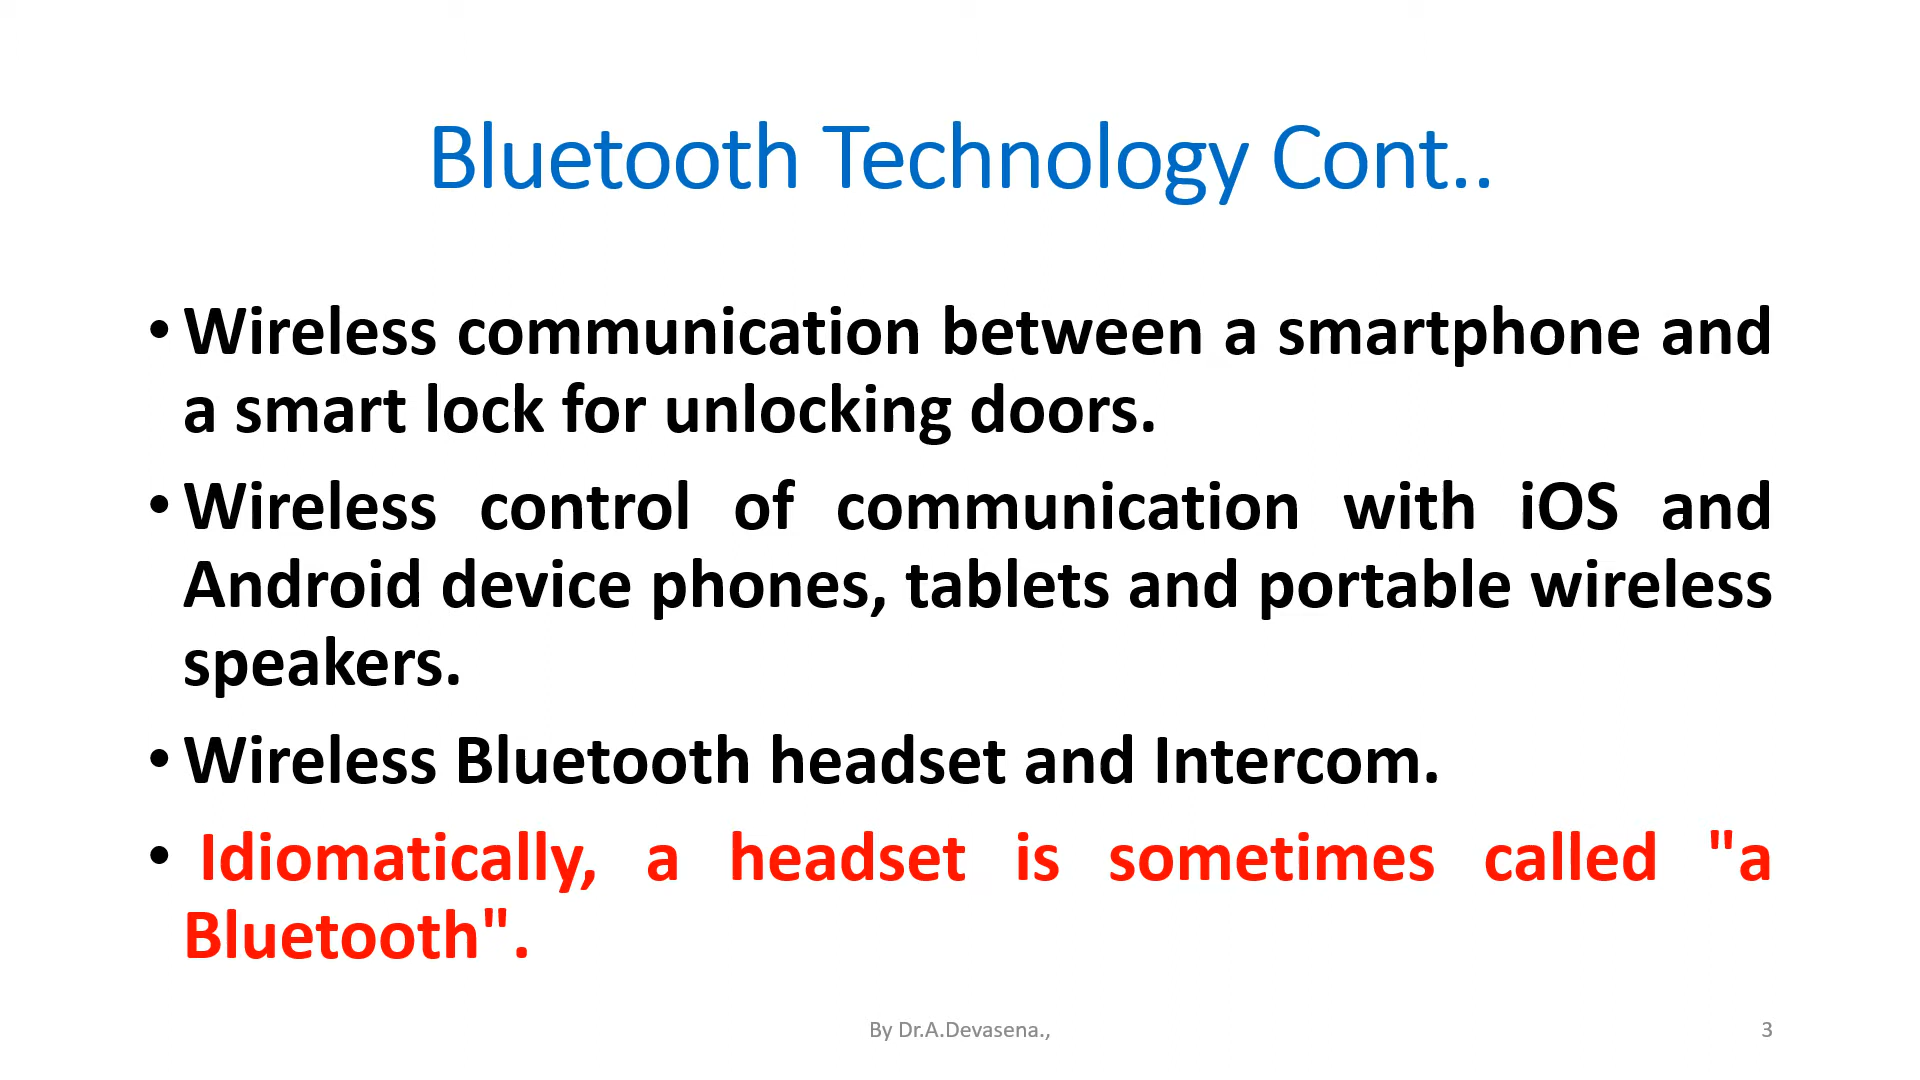 Bluetooth Technology Cont..
• Wireless communication between a smartphone and
a smart lock for unlocking doors.
• Wireless control of communication with iOS and
Android device phones, tablets and portable wireless
speakers.
• Wireless Bluetooth headset and Intercom.
• Idiomatically, a headset is sometimes called "a
Bluetooth".
By Dr.A.Devasena.,
3